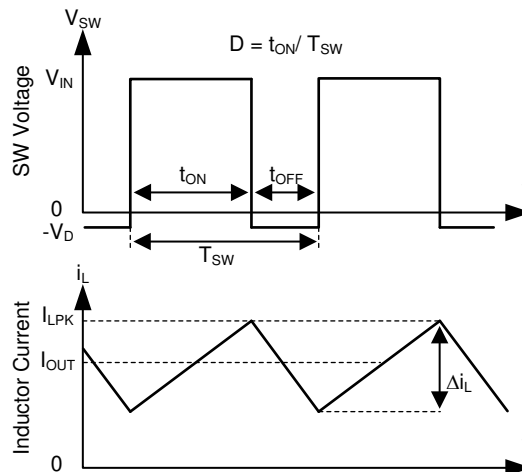 V_SW
D = t_ON/ T_SW
V_IN
SW Voltage
t_ON
t_OFF
0
-V_D
T_SW
i_L
I_LPK
Inductor Current
I_OUT
Δi_L
0